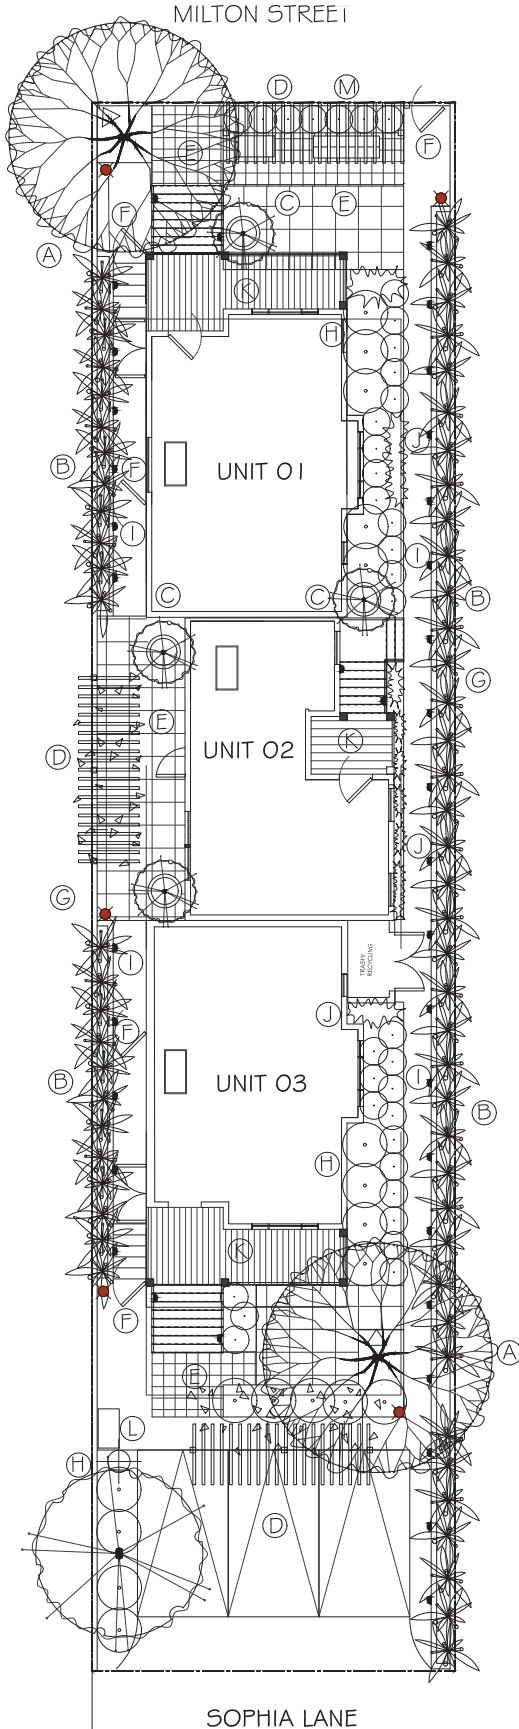 MILTON STREET
D M
E F
F C E
A
K
H
J
B F UNIT 01
I I
C C B
G
E K
D UNIT 02
J
G
I TRASH/
RECYCLING
F J
B UNIT 03 I
B
H
K
F
A
E
L
H
D
SOPHIA LANE